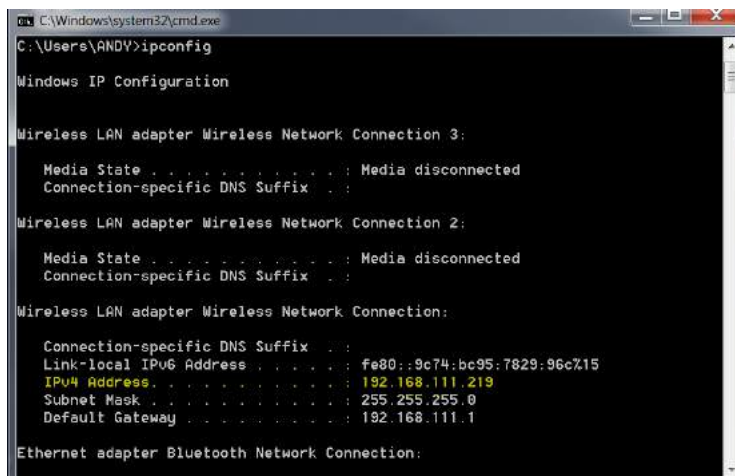 C:\Windows\system32\cmd.exe
C:\Users\ANDY>ipconfig
Windows IP Configuration
Wireless LAN adapter Wireless Network Connection 3:
Media State . . . . . . . . . . . : Media disconnected
Connection-specific DNS Suffix  . :
Wireless LAN adapter Wireless Network Connection 2:
Media State . . . . . . . . . . . : Media disconnected
Connection-specific DNS Suffix  . :
Wireless LAN adapter Wireless Network Connection:
Connection-specific DNS Suffix  . :
Link-local IPv6 Address . . . . . : fe80::9c74:bc95:7829:96c%15
IPv4 Address. . . . . . . . . . . : 192.168.111.219
Subnet Mask . . . . . . . . . . . : 255.255.255.0
Default Gateway . . . . . . . . . : 192.168.111.1
Ethernet adapter Bluetooth Network Connection: